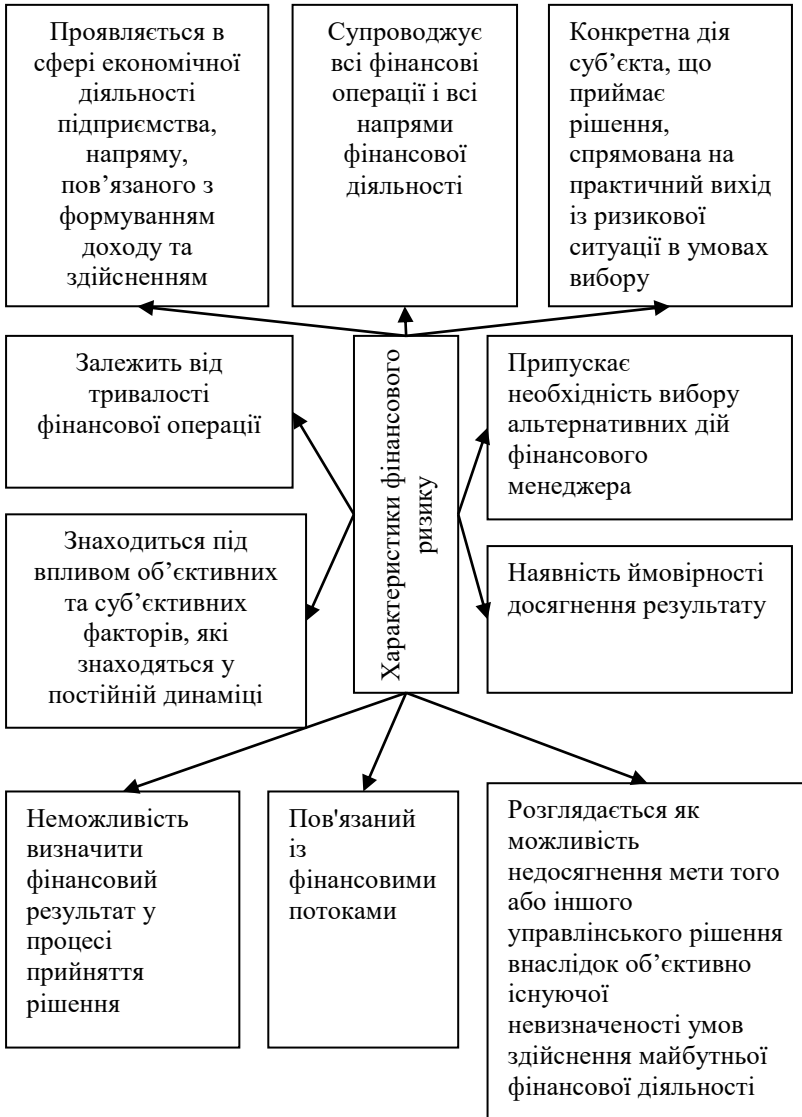 Проявляється в
сфері економічної
діяльності
підприємства,
напряму,
пов’язаного з
формуванням
доходу та
здійсненням
Супроводжує
всі фінансові
операції і всі
напрями
фінансової
діяльності
Конкретна дія
суб’єкта, що
приймає
рішення,
спрямована на
практичний вихід
із ризикової
ситуації в умовах
вибору
Залежить від
тривалості
фінансової операції
Характеристики фінансового
ризику
Припускає
необхідність вибору
альтернативних дій
фінансового
менеджера
Знаходиться під
впливом об’єктивних
та суб’єктивних
факторів, які
знаходяться у
постійній динаміці
Наявність ймовірності
досягнення результату
Неможливість
визначити
фінансовий
результат у
процесі
прийняття
рішення
Пов'язаний
із
фінансовими
потоками
Розглядається як
можливість
недосягнення мети того
або іншого
управлінського рішення
внаслідок об’єктивно
існуючої
невизначеності умов
здійснення майбутньої
фінансової діяльності